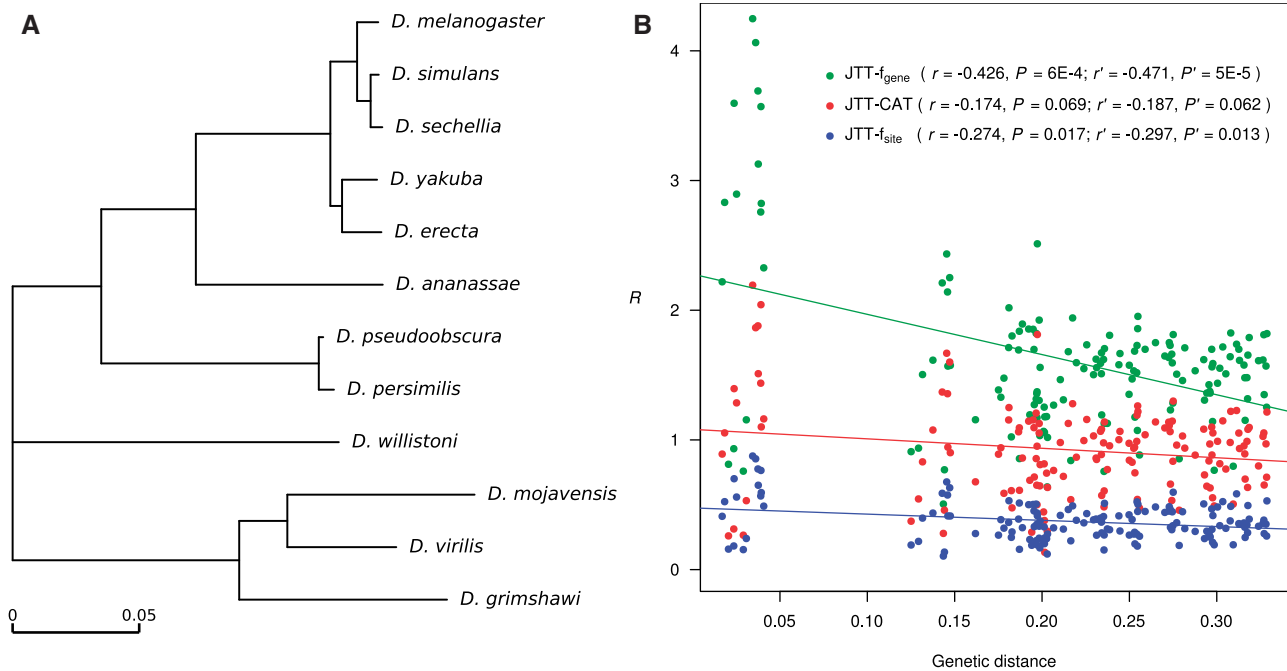 A
D. melanogaster
D. simulans
D. sechellia
D. yakuba
D. erecta
D. ananassae
D. pseudoobscura
D. persimilis
D. willistoni
D. mojavensis
D. virilis
D. grimshawi
0 0.05
B
JTT-fgene ( r = -0.426, P = 6E-4; r' = -0.471, P' = 5E-5 )
JTT-CAT ( r = -0.174, P = 0.069; r' = -0.187, P' = 0.062 )
JTT-fsite ( r = -0.274, P = 0.017; r' = -0.297, P' = 0.013 )
R
4
3
2
1
0
0.05 0.10 0.15 0.20 0.25 0.30
Genetic distance